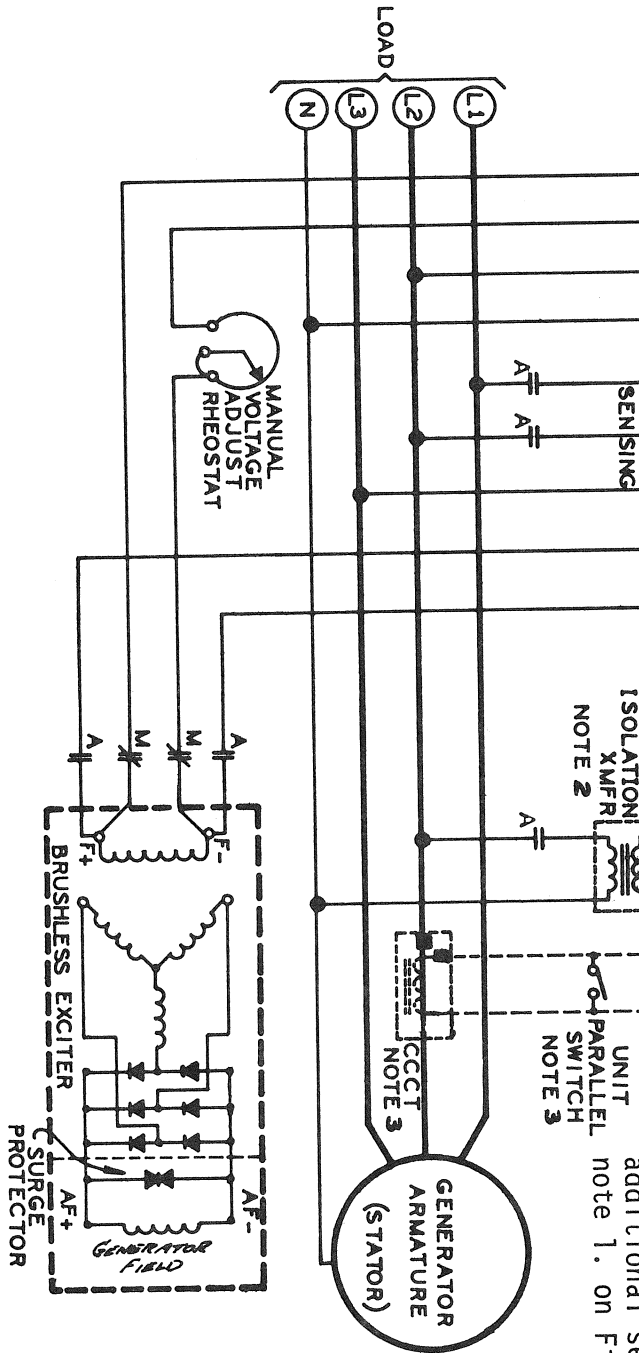 LOAD
L1
L2
L3
N
SENSING
A
A
MANUAL
VOLTAGE
ADJUST
RHEOSTAT
ISOLATION
XMFR
NOTE 2
A
A
M
M
A
F-
F+
BRUSHLESS EXCITER
UNIT
PARALLEL
SWITCH
NOTE 3
CCCT
NOTE 3
additional
note 1. on
GENERATOR
ARMATURE
(STATOR)
SURGE
PROTECTOR
AF+
AF-
GENERATOR
FIELD